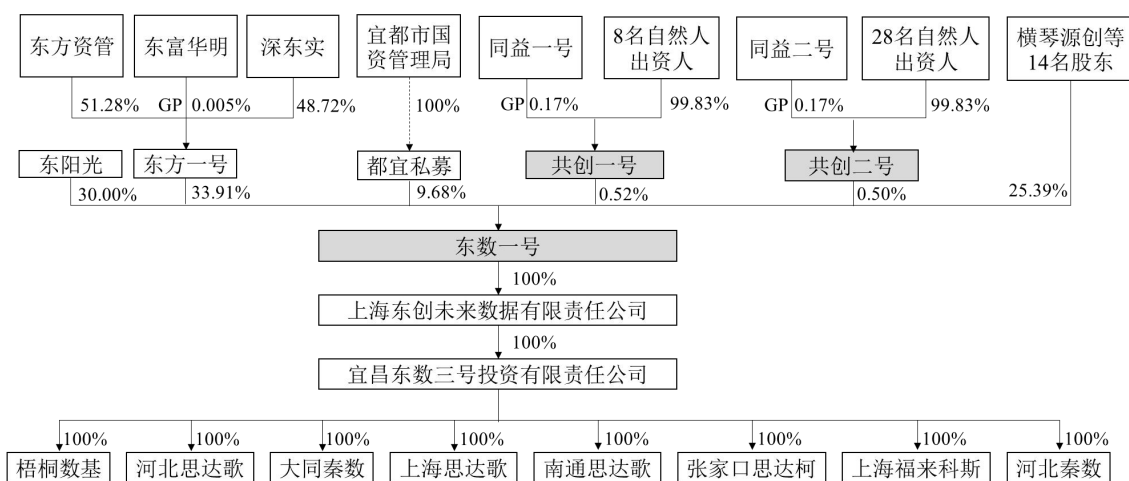 东方资管
东富华明
深东实
宜都市国
资管理局
同益一号
8名自然人
出资人
同益二号
28名自然人
出资人
横琴源创等
14名股东
51.28%
GP
0.005%
48.72%
100%
GP
0.17%
99.83%
GP
0.17%
99.83%
东阳光
东方一号
都宜私募
共创一号
共创二号
30.00%
33.91%
9.68%
0.52%
0.50%
25.39%
东数一号
100%
上海东创未来数据有限责任公司
100%
宜昌东数三号投资有限责任公司
100%
100%
100%
100%
100%
100%
100%
100%
梧桐数基
河北思达歌
大同秦数
上海思达歌
南通思达歌
张家口思达柯
上海福来科斯
河北秦数